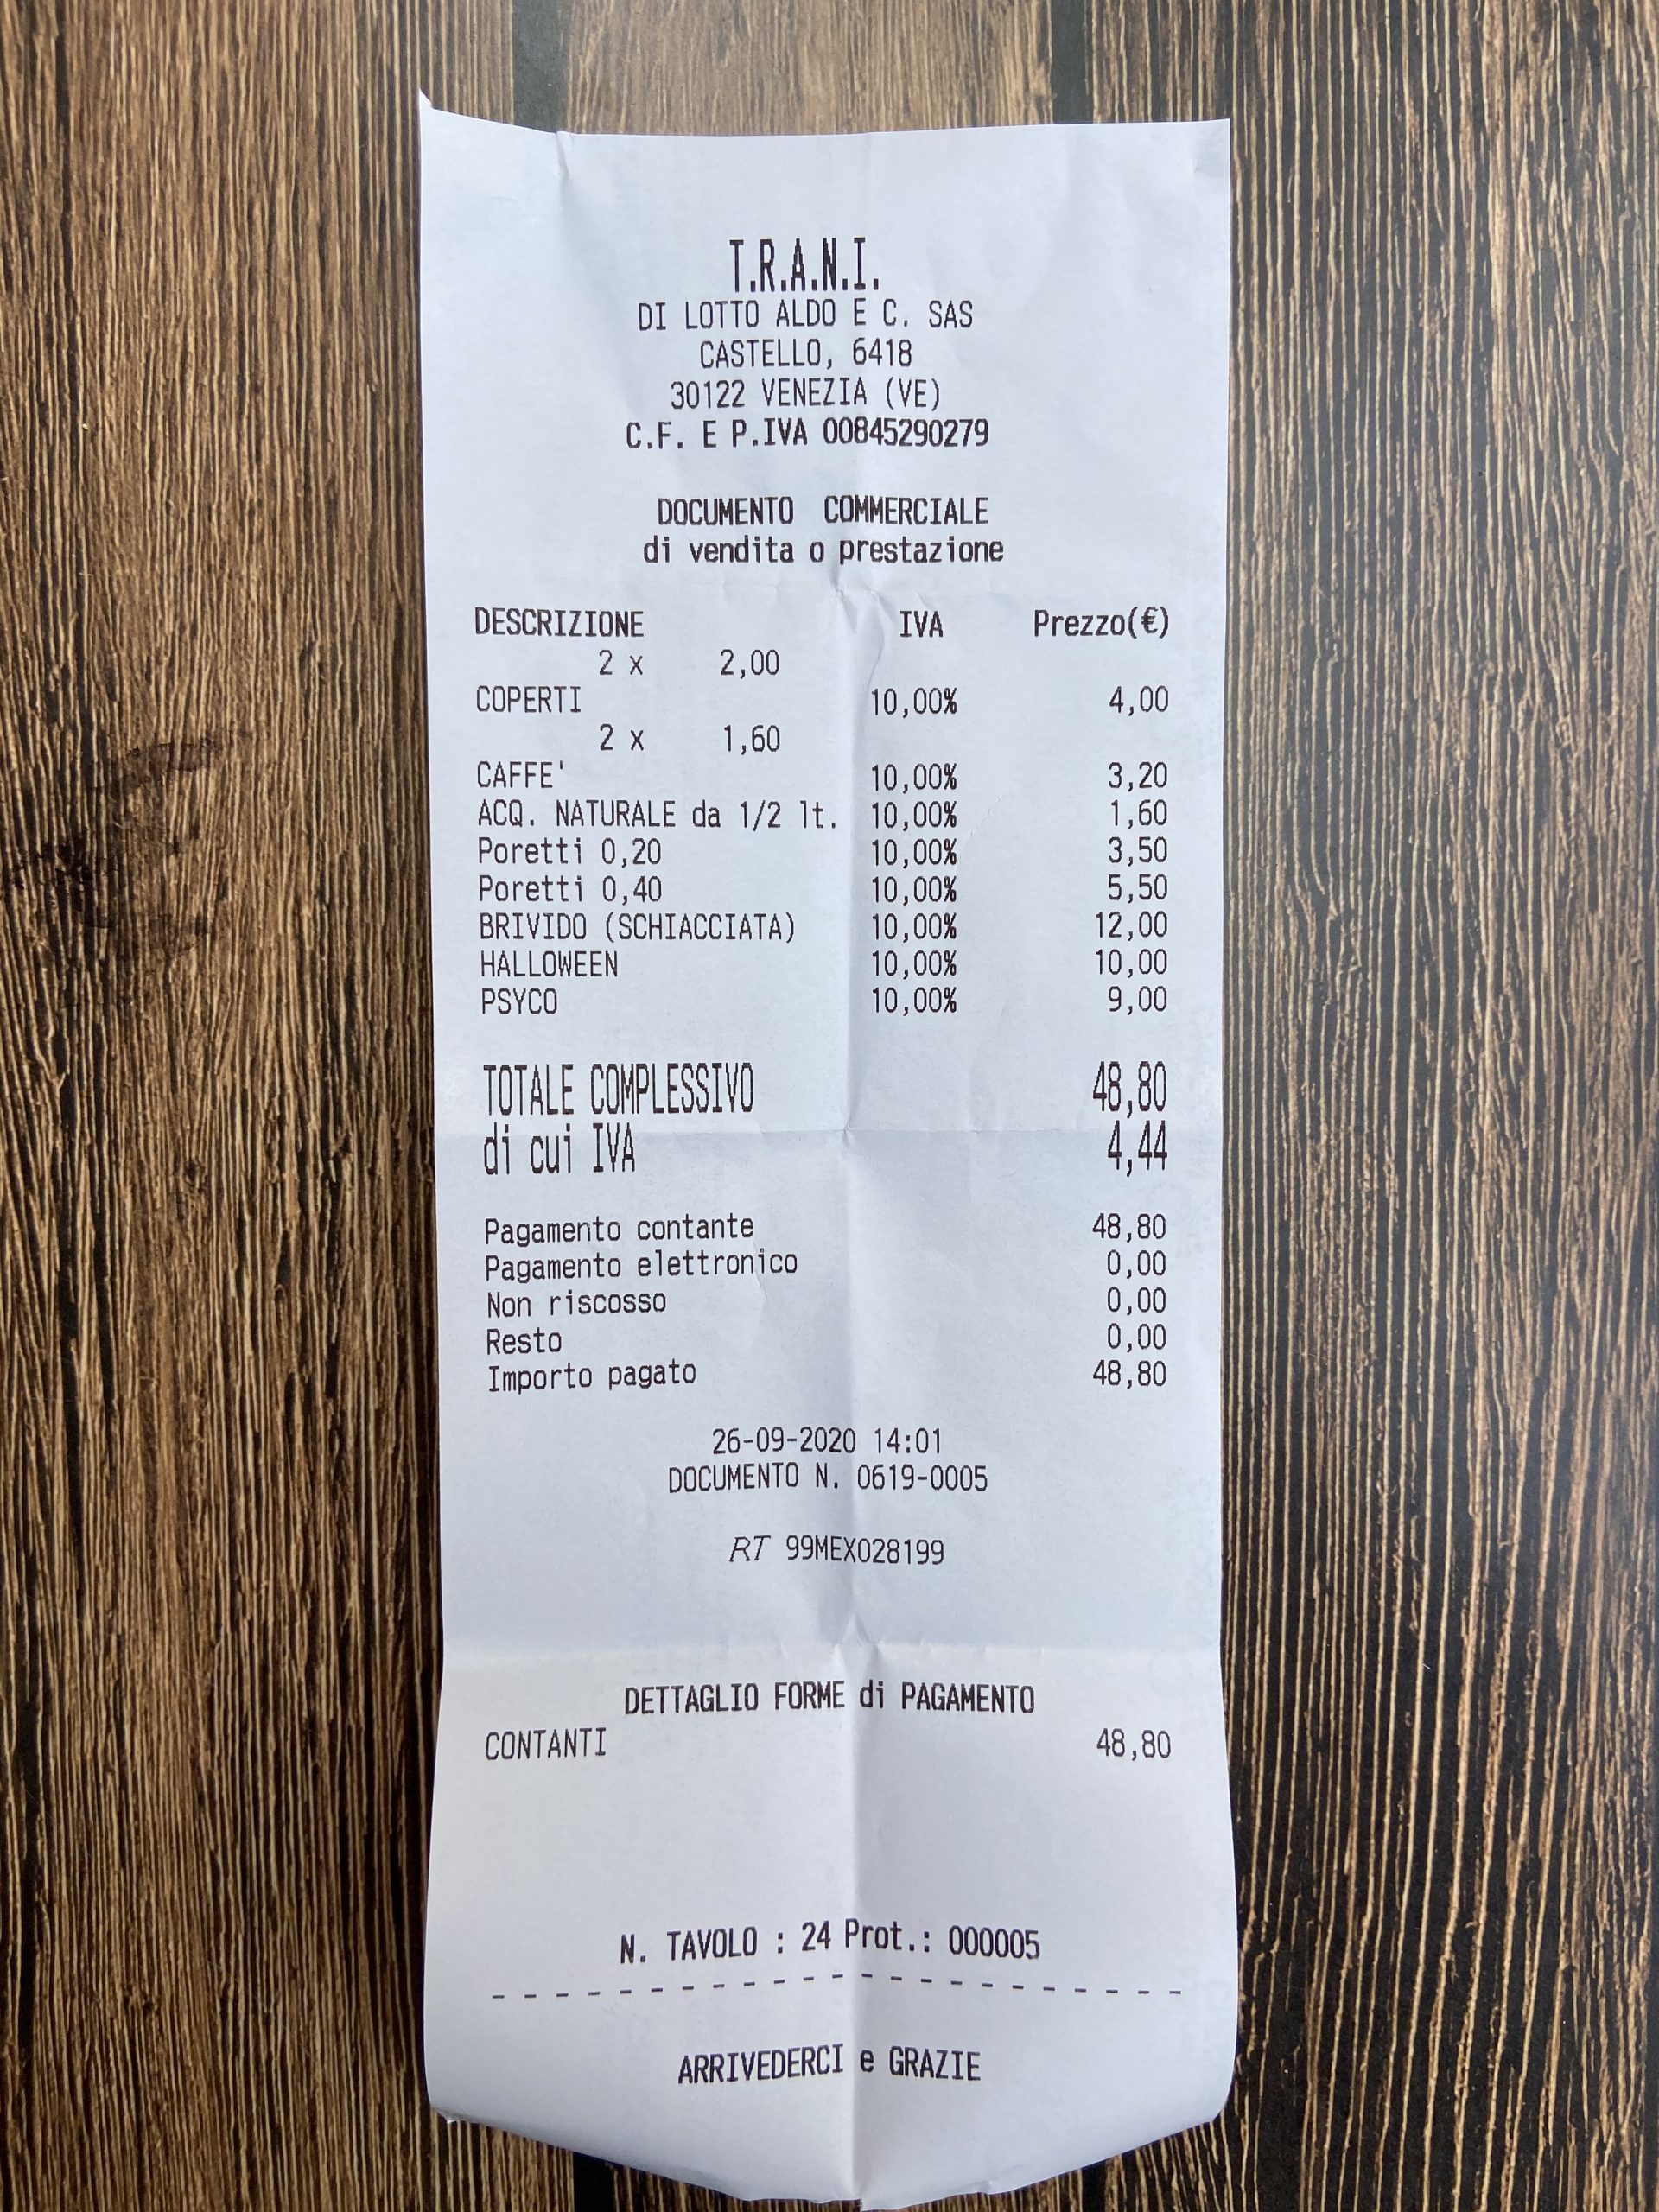 T.R.A.N.I.
DI LOTTO ALDO E C. SAS
CASTELLO, 6418
30122 VENEZIA (VE)
C.F. E P.IVA 00845290279
DOCUMENTO COMMERCIALE
di vendita o prestazione
DESCRIZIONE IVA Prezzo(€)
2 x 2,00
COPERTI 10,00% 4,00
2 x 1,60
CAFFE' 10,00% 3,20
ACQ. NATURALE da 1/2 lt. 10,00% 1,60
Poretti 0,20 10,00% 3,50
Poretti 0,40 10,00% 5,50
BRIVIDO (SCHIACCIATA) 10,00% 12,00
HALLOWEEN 10,00% 10,00
PSYCO 10,00% 9,00
TOTALE COMPLESSIVO 48,80
di cui IVA 4,44
Pagamento contante 48,80
Pagamento elettronico 0,00
Non riscosso 0,00
Resto 0,00
Importo pagato 48,80
26-09-2020 14:01
DOCUMENTO N. 0619-0005
RT 99MEX028199
DETTAGLIO FORME di PAGAMENTO
CONTANTI 48,80
N. TAVOLO : 24 Prot.: 000005
- - - - - - - - - - - - - - - - - - - - - -
ARRIVEDERCI e GRAZIE